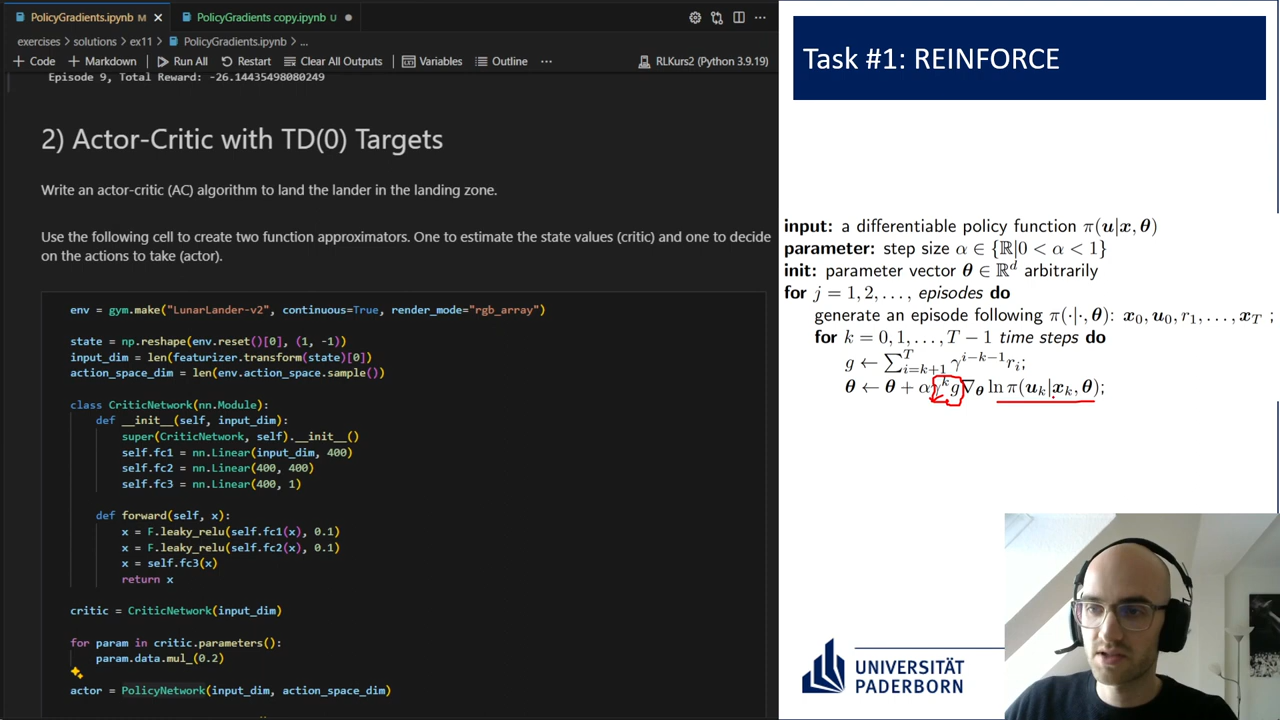 PolicyGradients.ipynb M
PolicyGradients copy.ipynb U
exercises > solutions > ex11 > PolicyGradients.ipynb > ...
+ Code + Markdown Run All Restart Clear All Outputs Variables Outline ... RLKurs2 (Python 3.9.19)
Episode 9, Total Reward: -26.14435498080249
2) Actor-Critic with TD(0) Targets
Write an actor-critic (AC) algorithm to land the lander in the landing zone.
Use the following cell to create two function approximators. One to estimate the state values (critic) and one to decide
on the actions to take (actor).
env = gym.make("LunarLander-v2", continuous=True, render_mode="rgb_array")
state = np.reshape(env.reset()[0], (1, -1))
input_dim = len(featurizer.transform(state)[0])
action_space_dim = len(env.action_space.sample())
class CriticNetwork(nn.Module):
def __init__(self, input_dim):
super(CriticNetwork, self).__init__()
self.fc1 = nn.Linear(input_dim, 400)
self.fc2 = nn.Linear(400, 400)
self.fc3 = nn.Linear(400, 1)
def forward(self, x):
x = F.leaky_relu(self.fc1(x), 0.1)
x = F.leaky_relu(self.fc2(x), 0.1)
x = self.fc3(x)
return x
critic = CriticNetwork(input_dim)
for param in critic.parameters():
param.data.mul_(0.2)
actor = PolicyNetwork(input_dim, action_space_dim)
Task #1: REINFORCE
input: a differentiable policy function π(u|x, θ)
parameter: step size α ∈ {ℝ|0 < α < 1}
init: parameter vector θ ∈ ℝ^d arbitrarily
for j = 1, 2, . . . , episodes do
generate an episode following π(·|·, θ): x₀, u₀, r₁, . . . , x_T ;
for k = 0, 1, . . . , T − 1 time steps do
g ← ∑_{i=k+1}^T γ^{i−k−1} r_i;
θ ← θ + αγ^k g∇_θ ln π(u_k|x_k, θ);
UNIVERSITÄT
PADERBORN